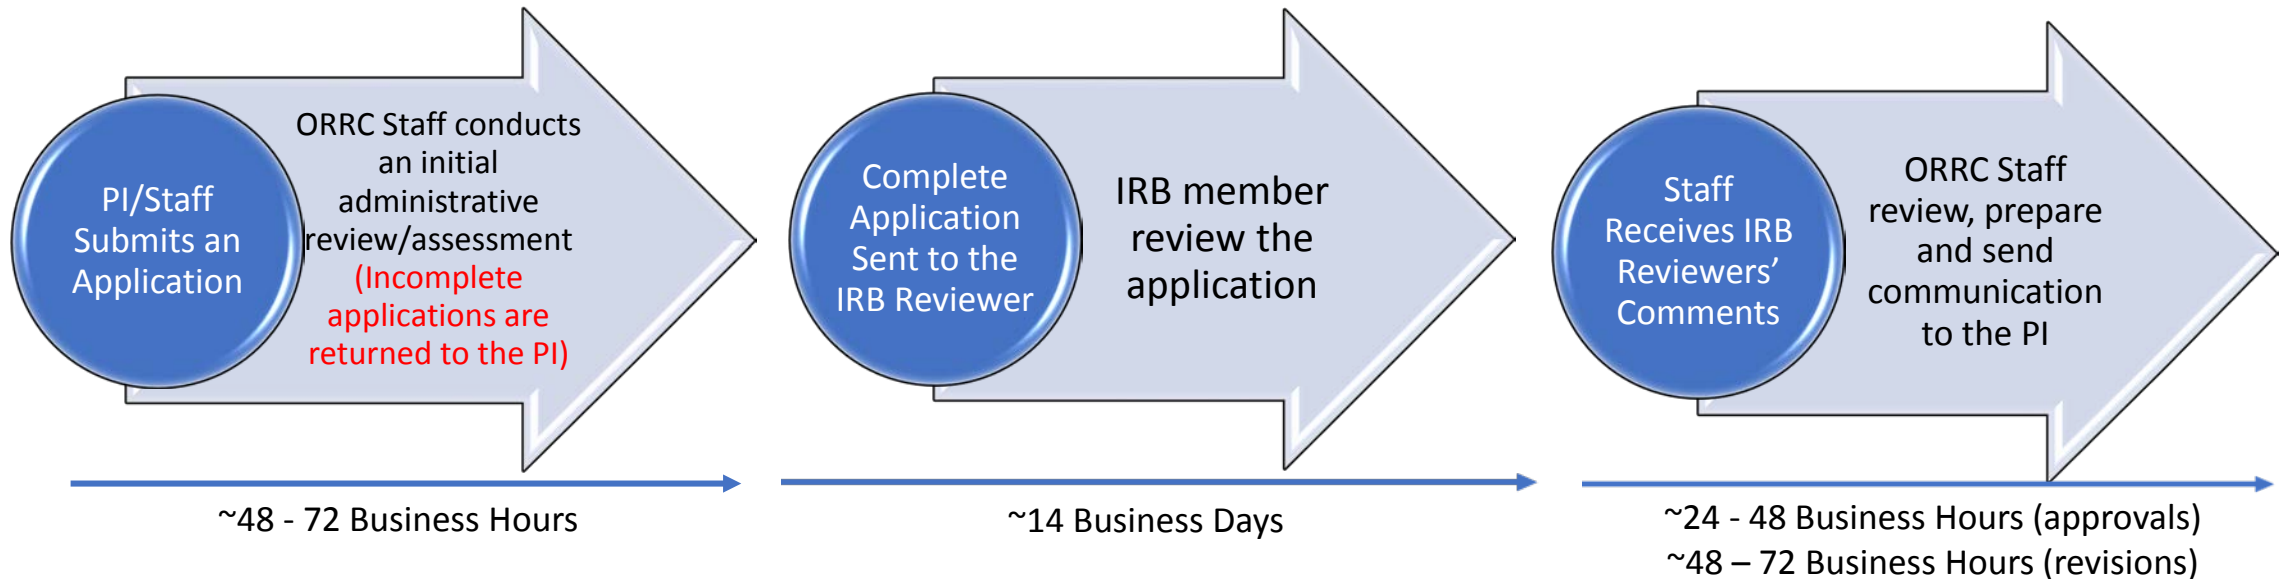 PI/Staff
Submits an
Application
ORRC Staff conducts
an initial
administrative
review/assessment
(Incomplete
applications are
returned to the PI)
~48 - 72 Business Hours
Complete
Application
Sent to the
IRB Reviewer
IRB member
review the
application
~14 Business Days
Staff
Receives IRB
Reviewers’
Comments
ORRC Staff
review, prepare
and send
communication
to the PI
~24 - 48 Business Hours (approvals)
~48 – 72 Business Hours (revisions)